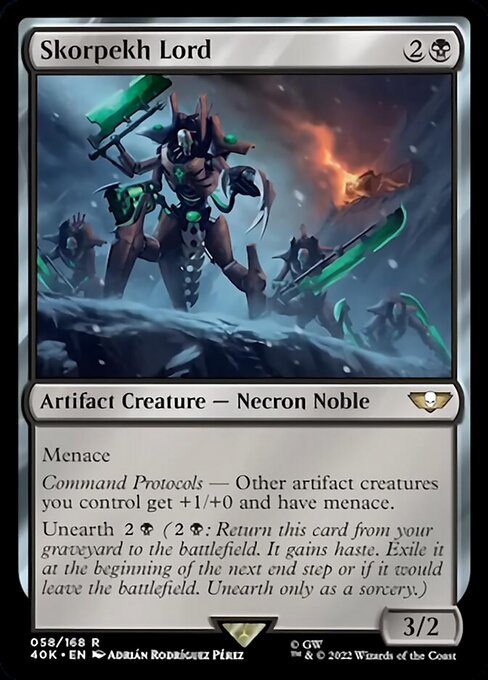 Skorpekh Lord 2
Artifact Creature — Necron Noble
Menace
Command Protocols — Other artifact creatures
you control get +1/+0 and have menace.
Unearth 2 (2 : Return this card from your
graveyard to the battlefield. It gains haste. Exile it
at the beginning of the next end step or if it would
leave the battlefield. Unearth only as a sorcery.)
3/2
058/168 R
40K • EN ADRIÁN RODRÍGUEZ PÉREZ
© GW
™ & © 2022 Wizards of the Coast